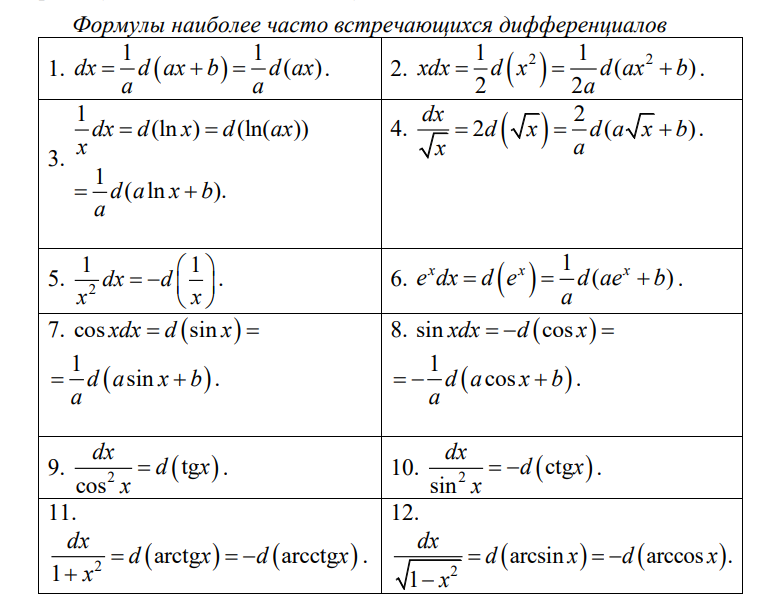 Формулы наиболее часто встречающихся дифференциалов
1. dx = 1/a d(ax + b) = 1/a d(ax).
2. xdx = 1/2 d(x²) = 1/2a d(ax² + b).
3. 1/x dx = d(ln x) = d(ln(ax))
= 1/a d(a ln x + b).
4. dx/√x = 2d(√x) = 2/a d(a√x + b).
5. 1/x² dx = −d(1/x).
6. eˣdx = d(eˣ) = 1/a d(aeˣ + b).
7. cos xdx = d(sin x) =
= 1/a d(a sin x + b).
8. sin xdx = −d(cos x) =
= −1/a d(a cos x + b).
9. dx/cos² x = d(tgx).
10. dx/sin² x = −d(ctgx).
11.
dx/1 + x² = d(arctgx) = −d(arcctgx).
12.
dx/√1 − x² = d(arcsin x) = −d(arccos x).